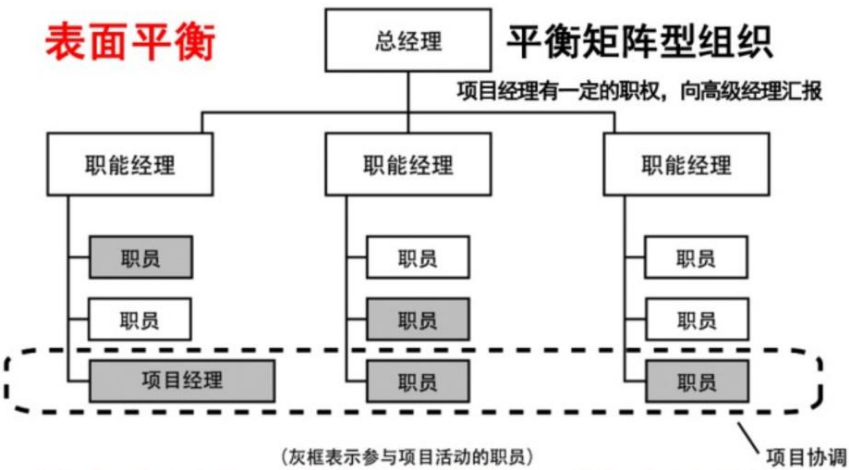 表面平衡
总经理
平衡矩阵型组织
项目经理有一定的职权，向高级经理汇报
职能经理
职能经理
职能经理
职员
职员
职员
职员
职员
职员
项目经理
职员
职员
（灰框表示参与项目活动的职员）
项目协调